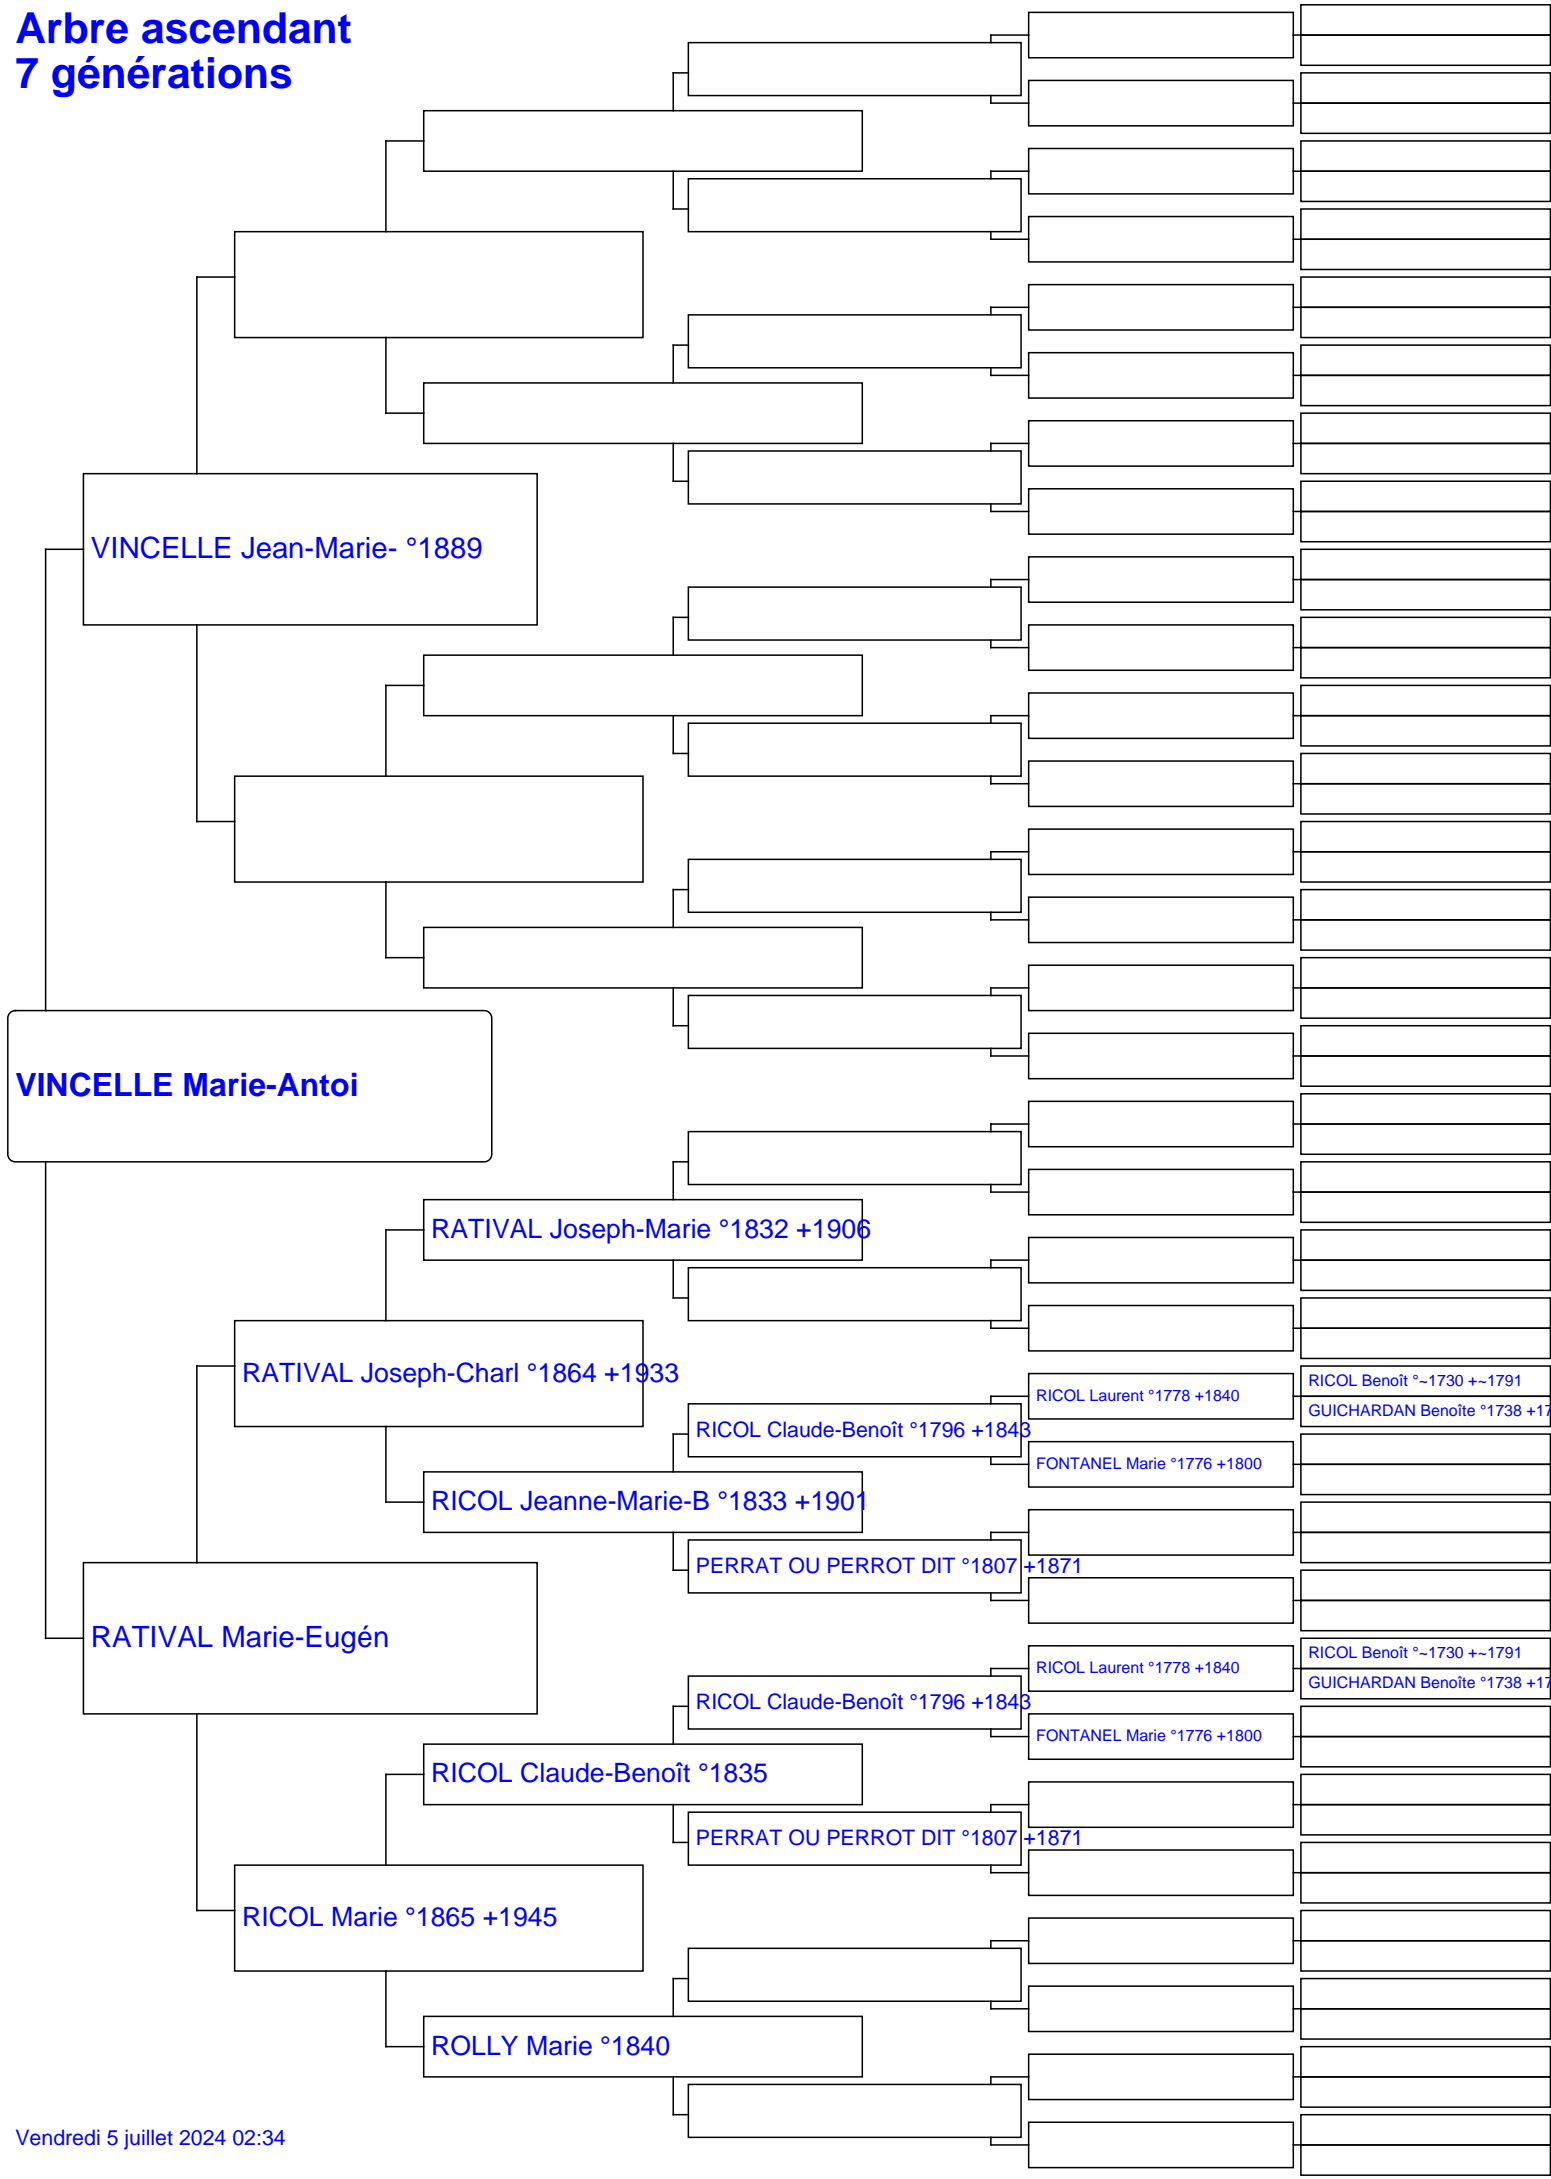 Arbre ascendant
7 générations
VINCELLE Jean-Marie- °1889
VINCELLE Marie-Antoi
RATIVAL Joseph-Marie °1832 +1906
RATIVAL Joseph-Charl °1864 +1933
RICOL Benoît °~1730 +~1791
RICOL Laurent °1778 +1840
GUICHARDAN Benoîte °1738 +17
RICOL Claude-Benoît °1796 +1843
FONTANEL Marie °1776 +1800
RICOL Jeanne-Marie-B °1833 +1901
PERRAT OU PERROT DIT °1807 +1871
RATIVAL Marie-Eugén
RICOL Benoît °~1730 +~1791
RICOL Laurent °1778 +1840
GUICHARDAN Benoîte °1738 +17
RICOL Claude-Benoît °1796 +1843
FONTANEL Marie °1776 +1800
RICOL Claude-Benoît °1835
PERRAT OU PERROT DIT °1807 +1871
RICOL Marie °1865 +1945
ROLLY Marie °1840
Vendredi 5 juillet 2024 02:34